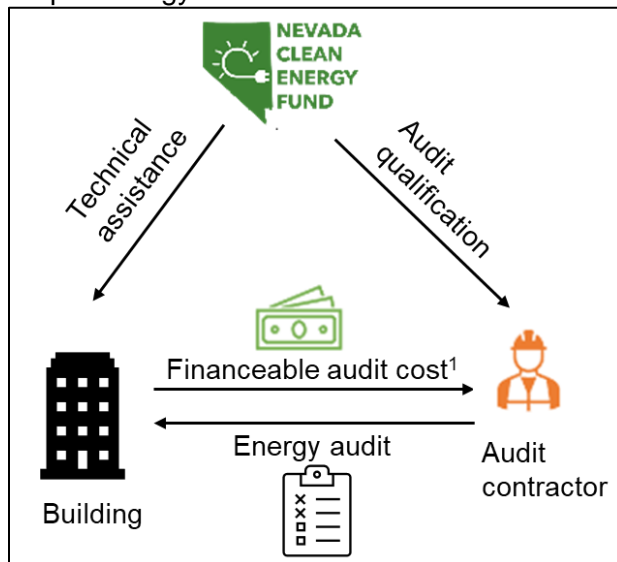 NEVADA
CLEAN
ENERGY
FUND
Technical
assistance
Audit
qualification
Financeable audit cost¹
Energy audit
Building
Audit
contractor